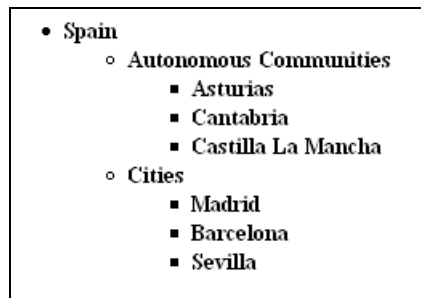 Spain
Autonomous Communities
Asturias
Cantabria
Castilla La Mancha
Cities
Madrid
Barcelona
Sevilla